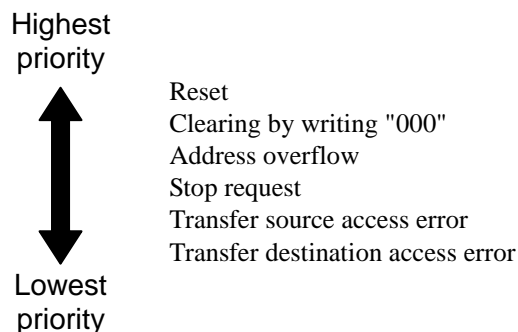 Highest
priority
Reset
Clearing by writing "000"
Address overflow
Stop request
Transfer source access error
Transfer destination access error
Lowest
priority